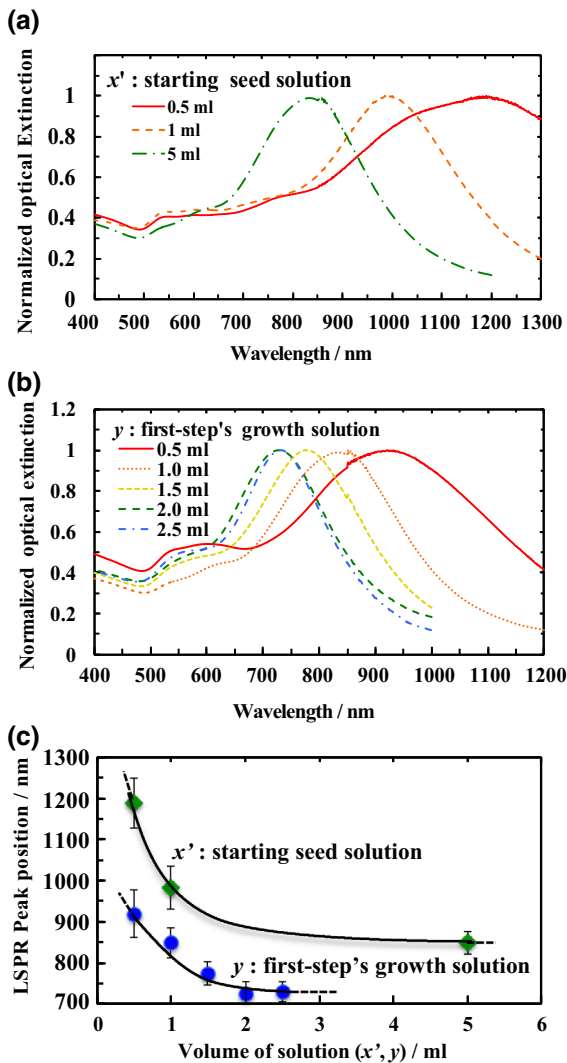 (a)
x' : starting seed solution
0.5 ml
1 ml
5 ml
Normalized optical Extinction
1
0.8
0.6
0.4
0.2
0
400 500 600 700 800 900 1000 1100 1200 1300
Wavelength / nm
(b)
y : first-step's growth solution
0.5 ml
1.0 ml
1.5 ml
2.0 ml
2.5 ml
Normalized optical extinction
1.2
1
0.8
0.6
0.4
0.2
0
400 500 600 700 800 900 1000 1100 1200
Wavelength / nm
(c)
LSPR Peak position / nm
1300
1200
1100
1000
900
800
700
x’ : starting seed solution
y : first-step’s growth solution
0 1 2 3 4 5 6
Volume of solution (x’, y) / ml